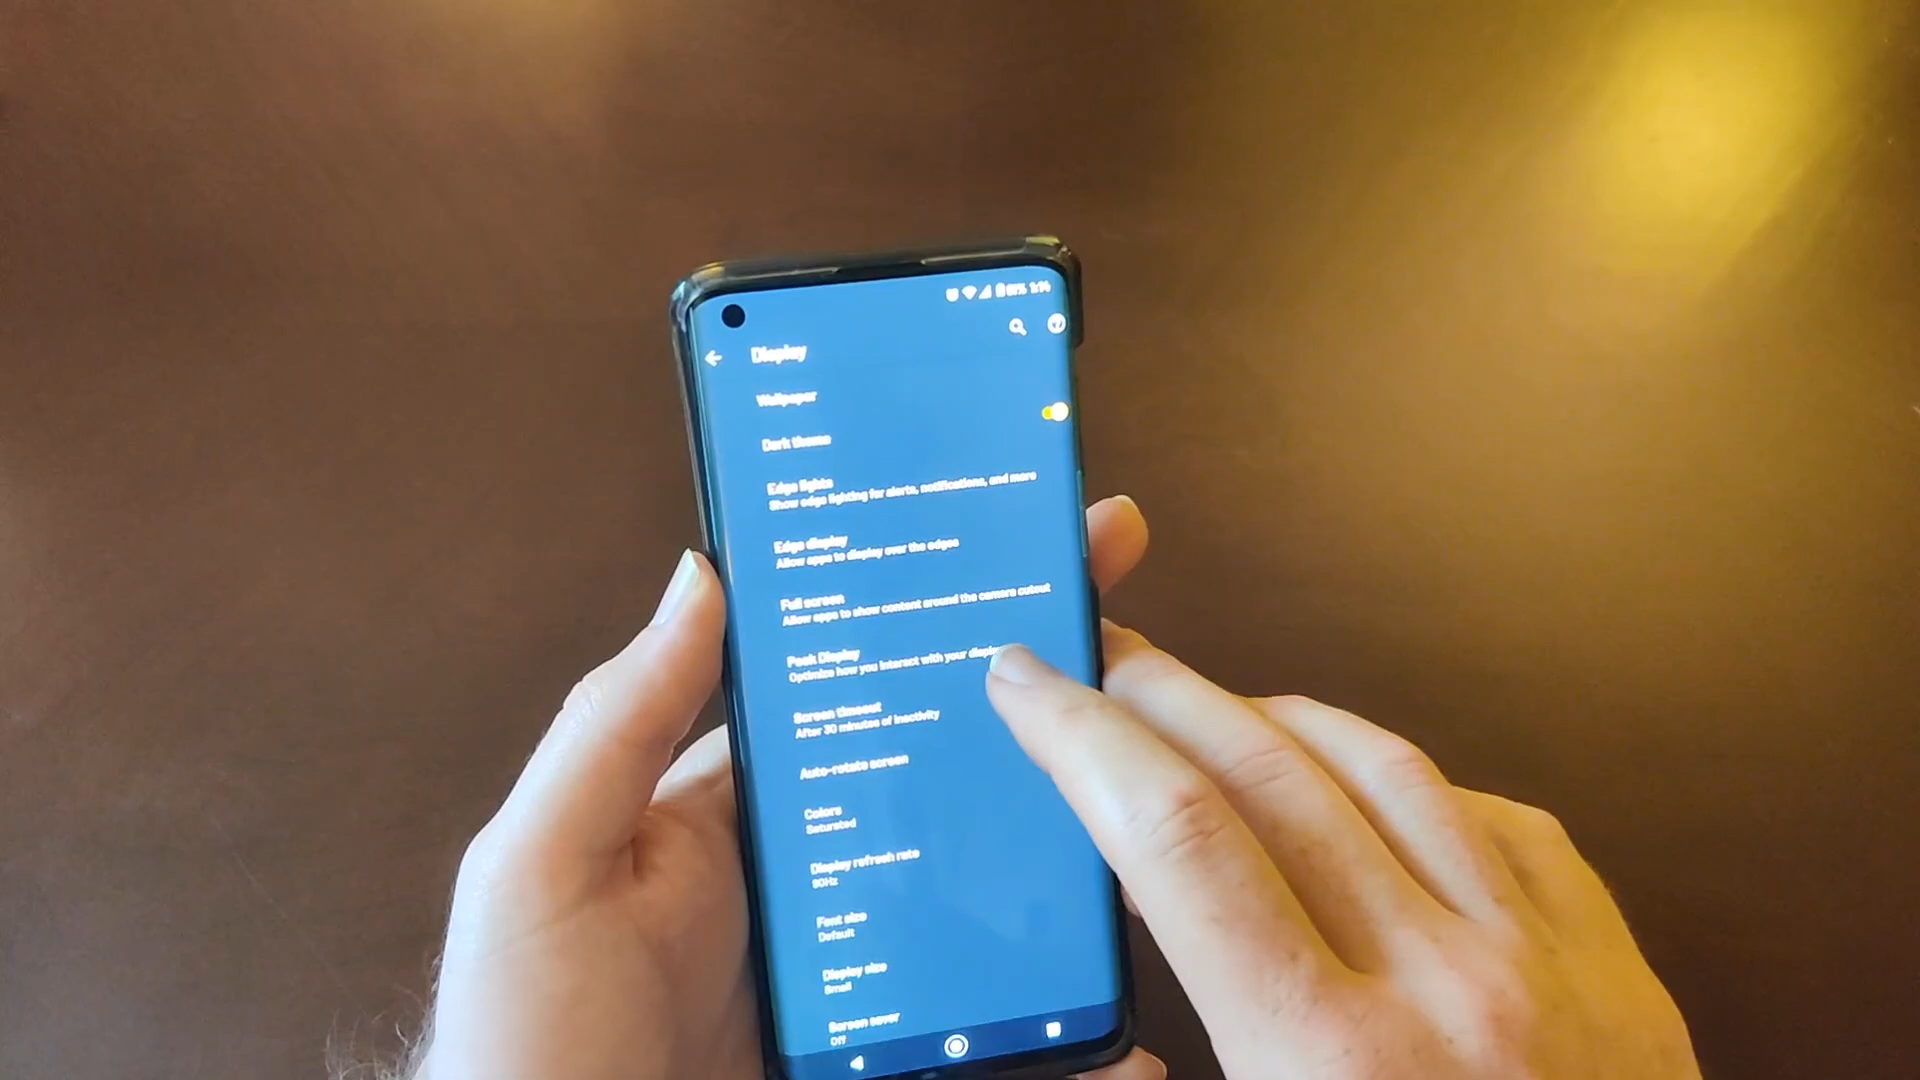 Display
Wallpaper
Dark theme
Edge lights
Show edge lighting for alerts, notifications, and more
Edge display
Allow apps to display over the edges
Full screen
Allow apps to show content around the camera cutout
Peek Display
Optimize how you interact with your display
Screen timeout
After 30 minutes of inactivity
Auto-rotate screen
Colors
Saturated
Display refresh rate
90Hz
Font size
Default
Display size
Small
Screen saver
Off